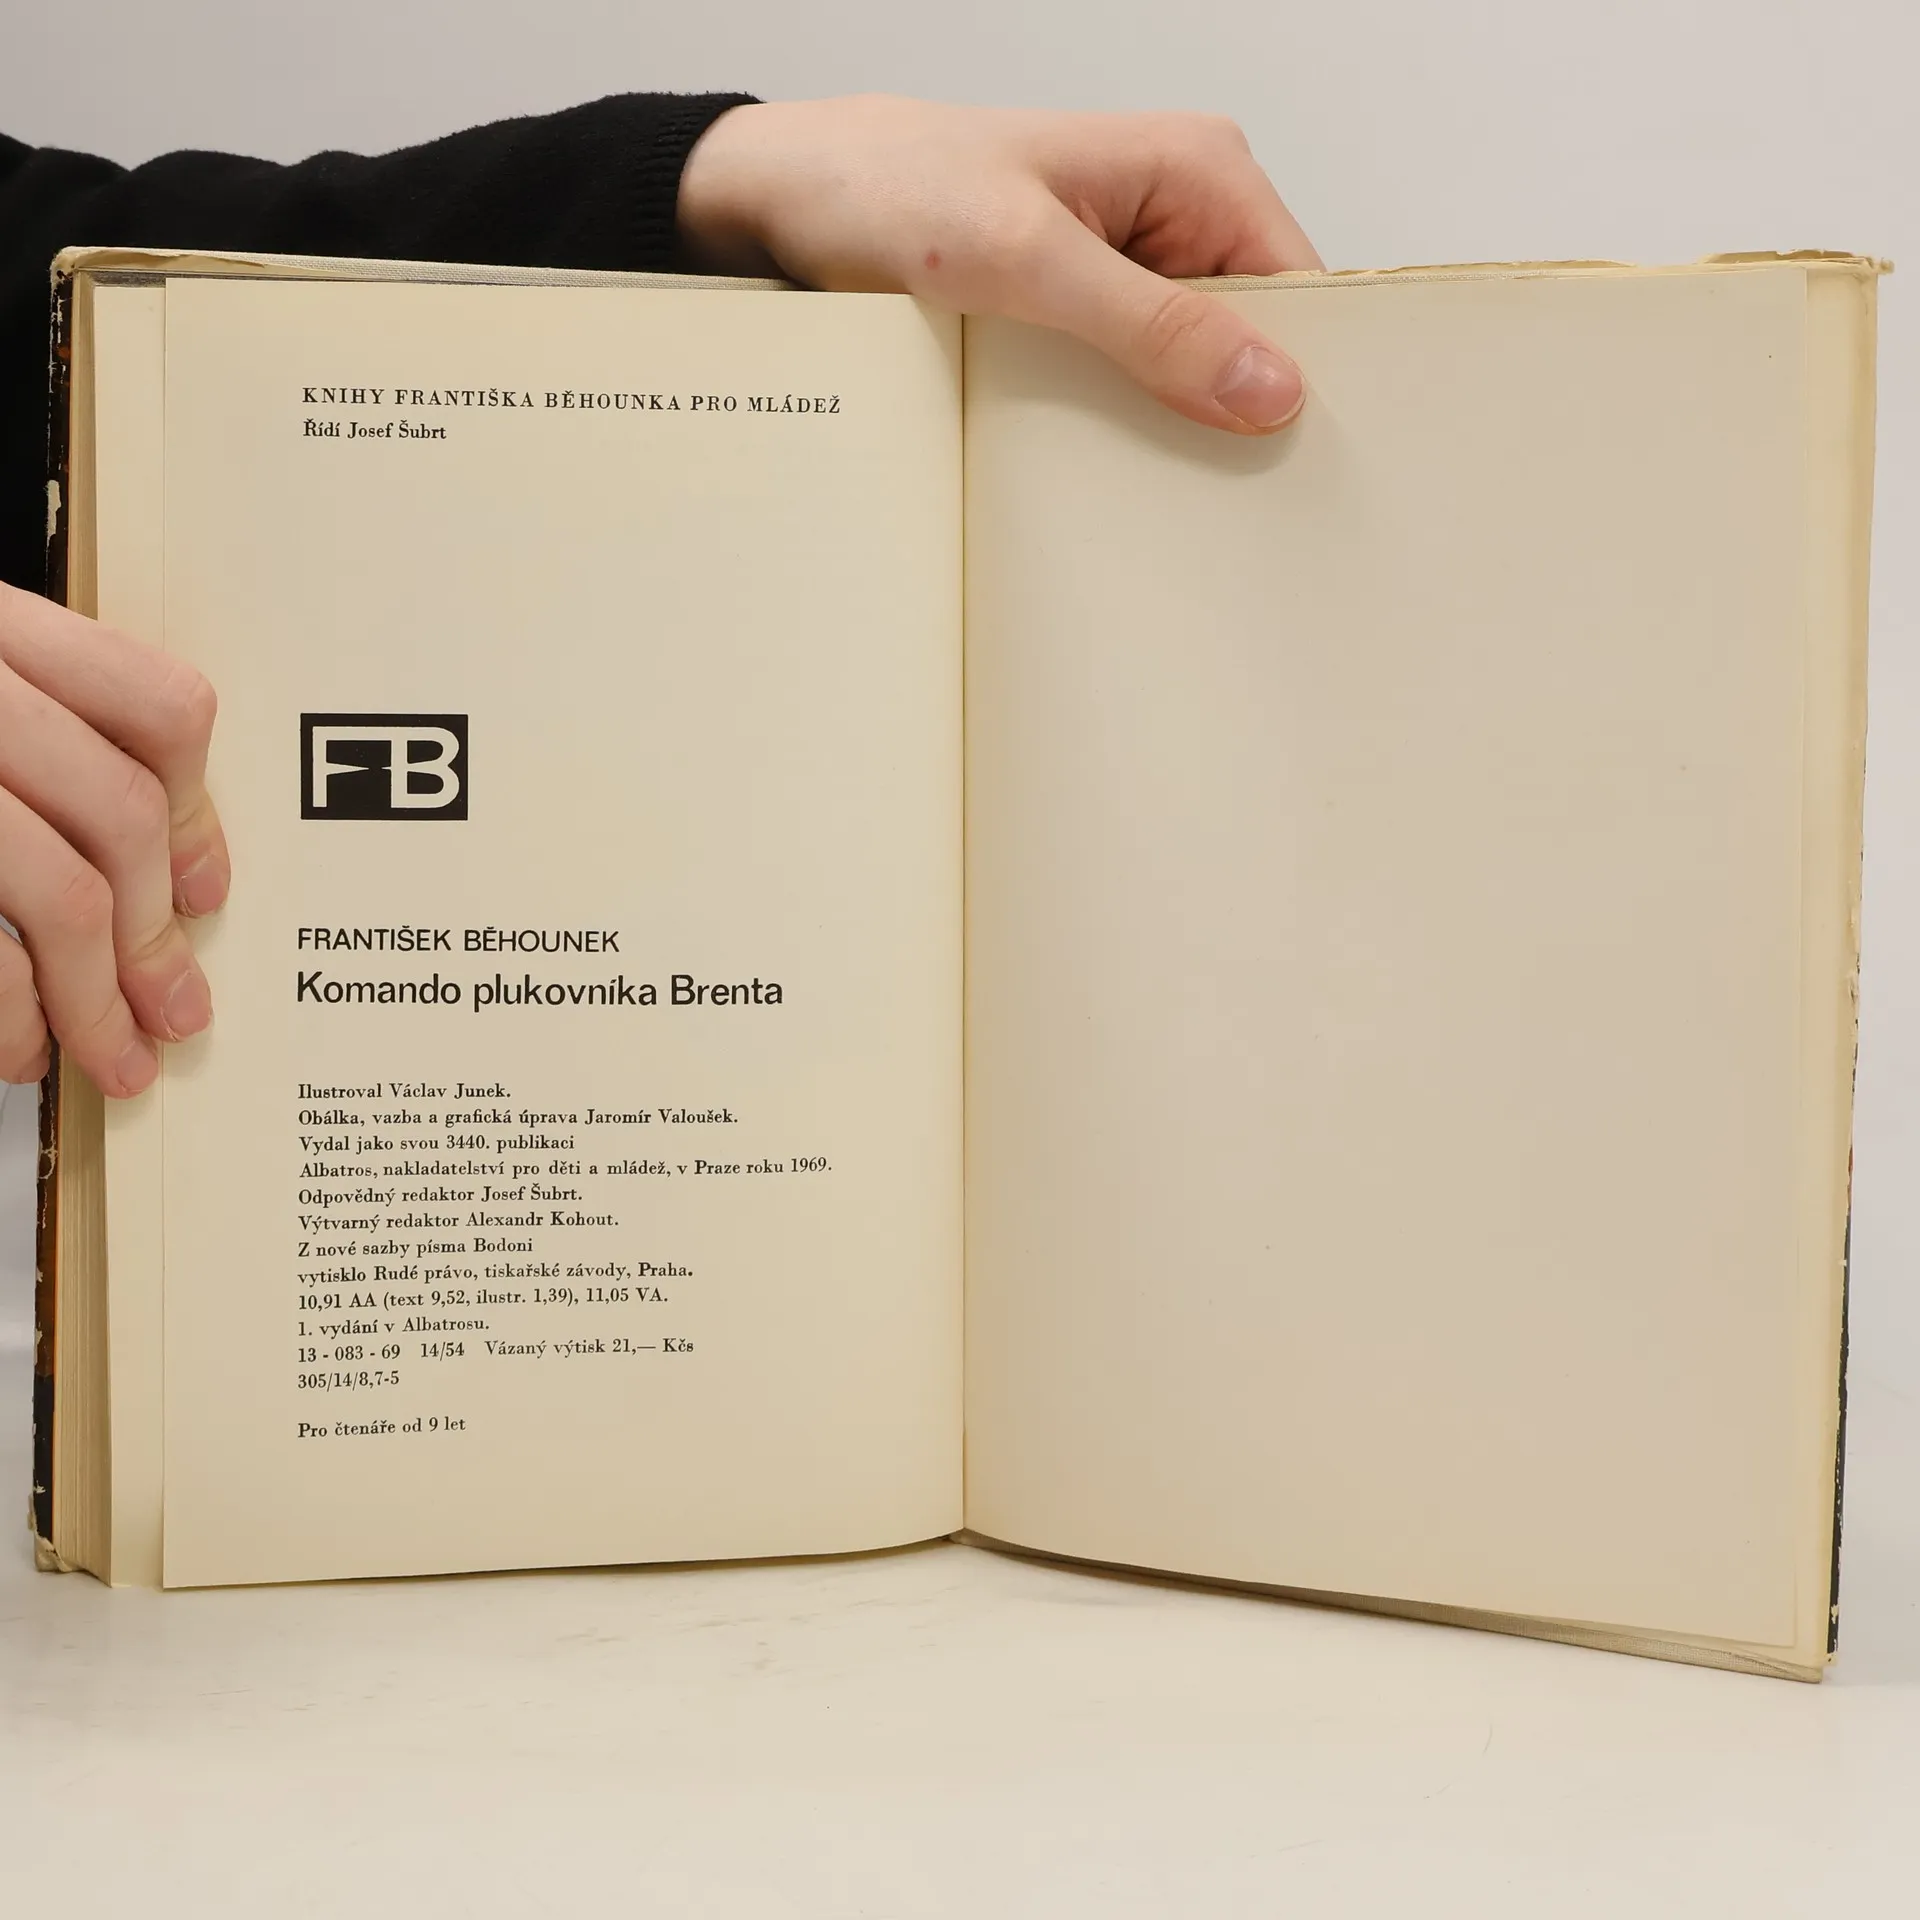 KNIHY FRANTIŠKA BĚHOUNKA PRO MLÁDEŽ
Řídí Josef Šubrt
FB
FRANTIŠEK BĚHOUNEK
Komando plukovníka Brenta
Ilustroval Václav Junek.
Obálka, vazba a grafická úprava Jaromír Valoušek.
Vydal jako svou 3440. publikaci
Albatros, nakladatelství pro děti a mládež, v Praze roku 1969.
Odpovědný redaktor Josef Šubrt.
Výtvarný redaktor Alexandr Kohout.
Z nové sazby písma Bodoni
vytisklo Rudé právo, tiskařské závody, Praha.
10,91 AA (text 9,52, ilustr. 1,39), 11,05 VA.
1. vydání v Albatrosu.
13 - 083 - 69 14/54 Vázaný výtisk 21,— Kčs
305/14/8,7-5
Pro čtenáře od 9 let